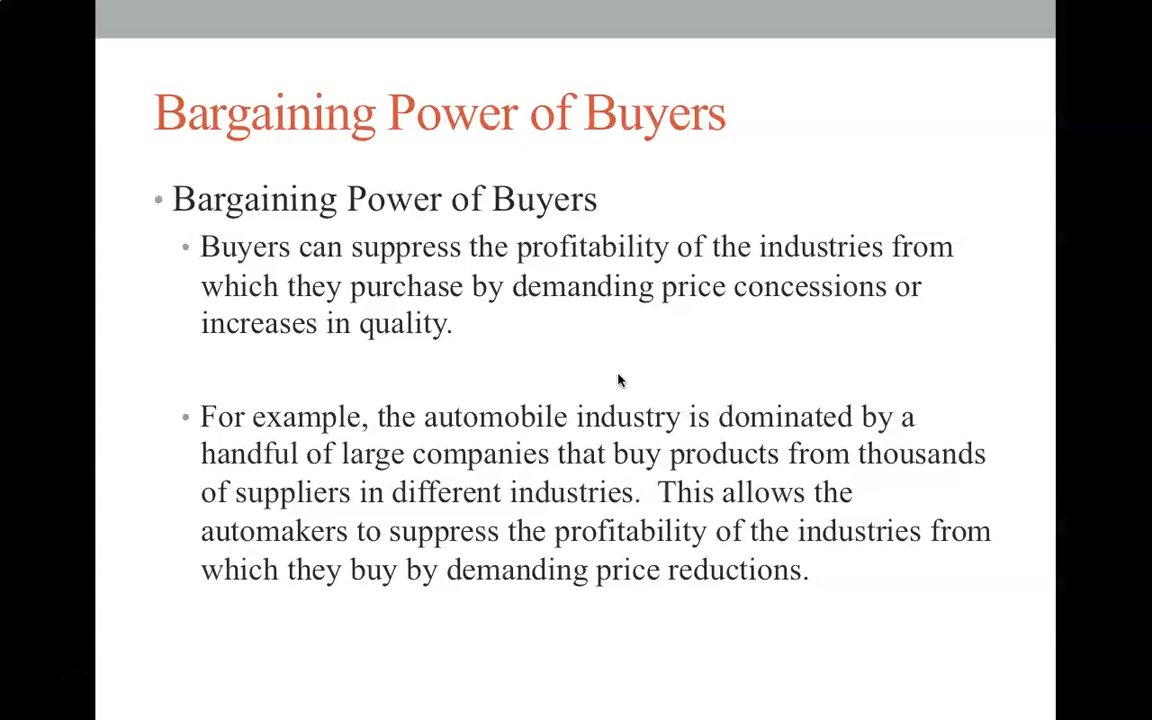 Bargaining Power of Buyers
• Bargaining Power of Buyers
• Buyers can suppress the profitability of the industries from
which they purchase by demanding price concessions or
increases in quality.
• For example, the automobile industry is dominated by a
handful of large companies that buy products from thousands
of suppliers in different industries.  This allows the
automakers to suppress the profitability of the industries from
which they buy by demanding price reductions.